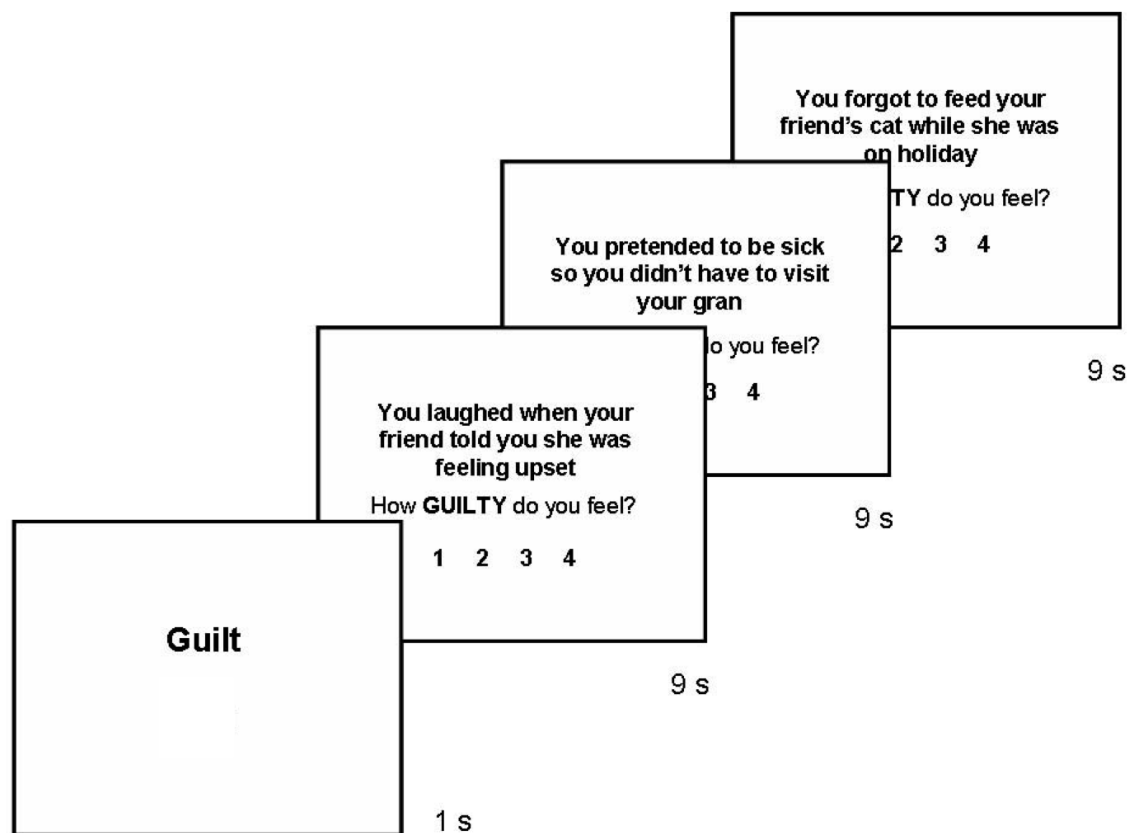 You forgot to feed your
friend's cat while she was
on holiday
TY do you feel?
2 3 4
9 s
You pretended to be sick
so you didn't have to visit
your gran
do you feel?
3 4
9 s
You laughed when your
friend told you she was
feeling upset
How GUILTY do you feel?
1 2 3 4
9 s
Guilt
1 s